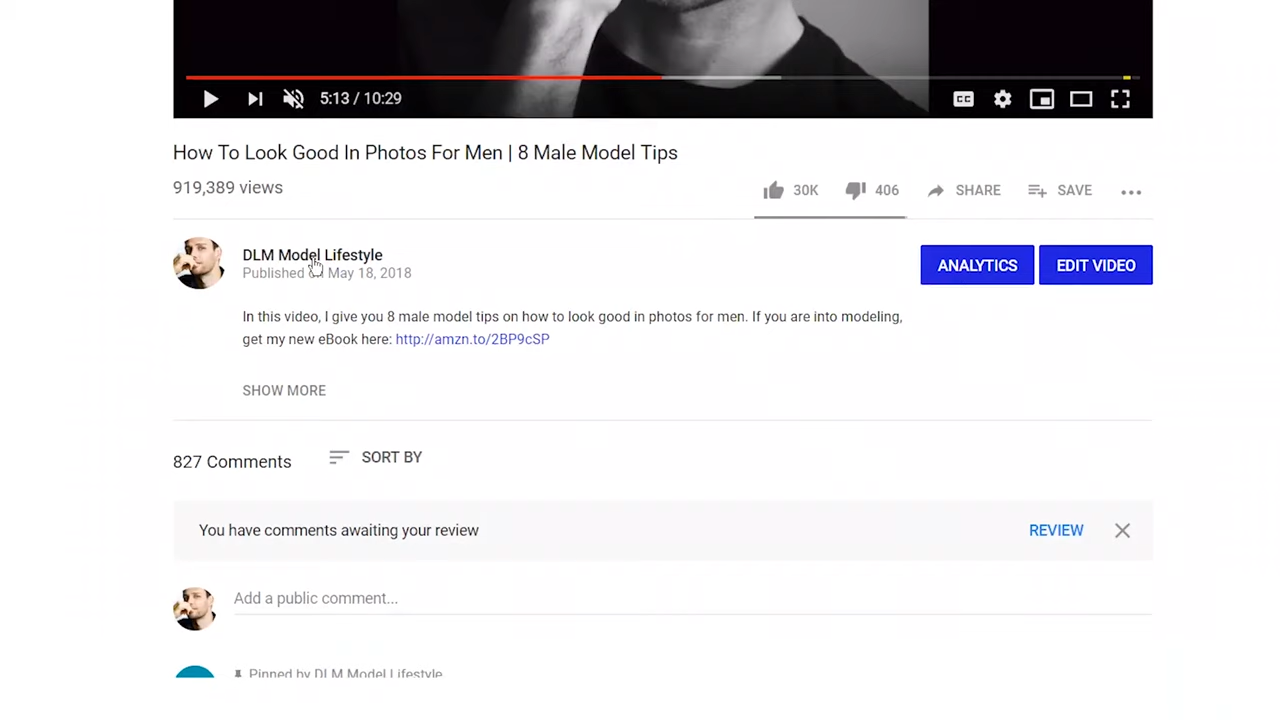 5:13 / 10:29
CC
How To Look Good In Photos For Men | 8 Male Model Tips
919,389 views
30K 406 SHARE SAVE
DLM Model Lifestyle
Published on May 18, 2018
ANALYTICS EDIT VIDEO
In this video, I give you 8 male model tips on how to look good in photos for men. If you are into modeling,
get my new eBook here: http://amzn.to/2BP9cSP
SHOW MORE
827 Comments SORT BY
You have comments awaiting your review REVIEW
Add a public comment...
Pinned by DLM Model Lifestyle